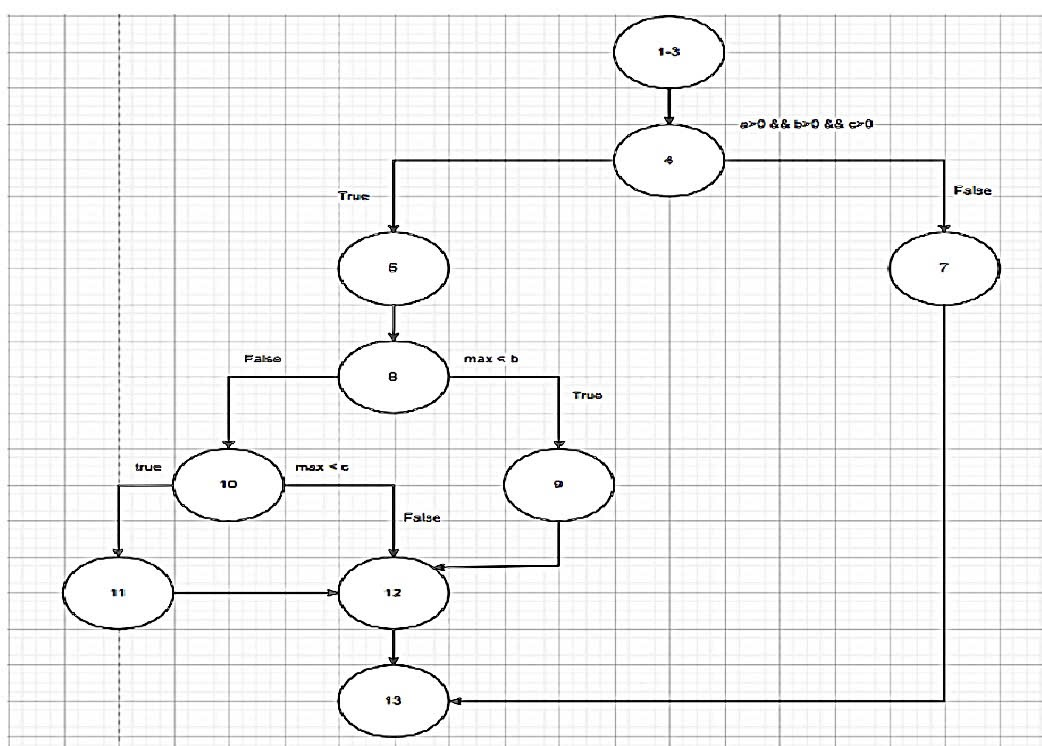 1-3
a>0 && b>0 && c>0
4
True
False
5
7
False
max < b
8
True
true
max < c
10
9
False
11
12
13